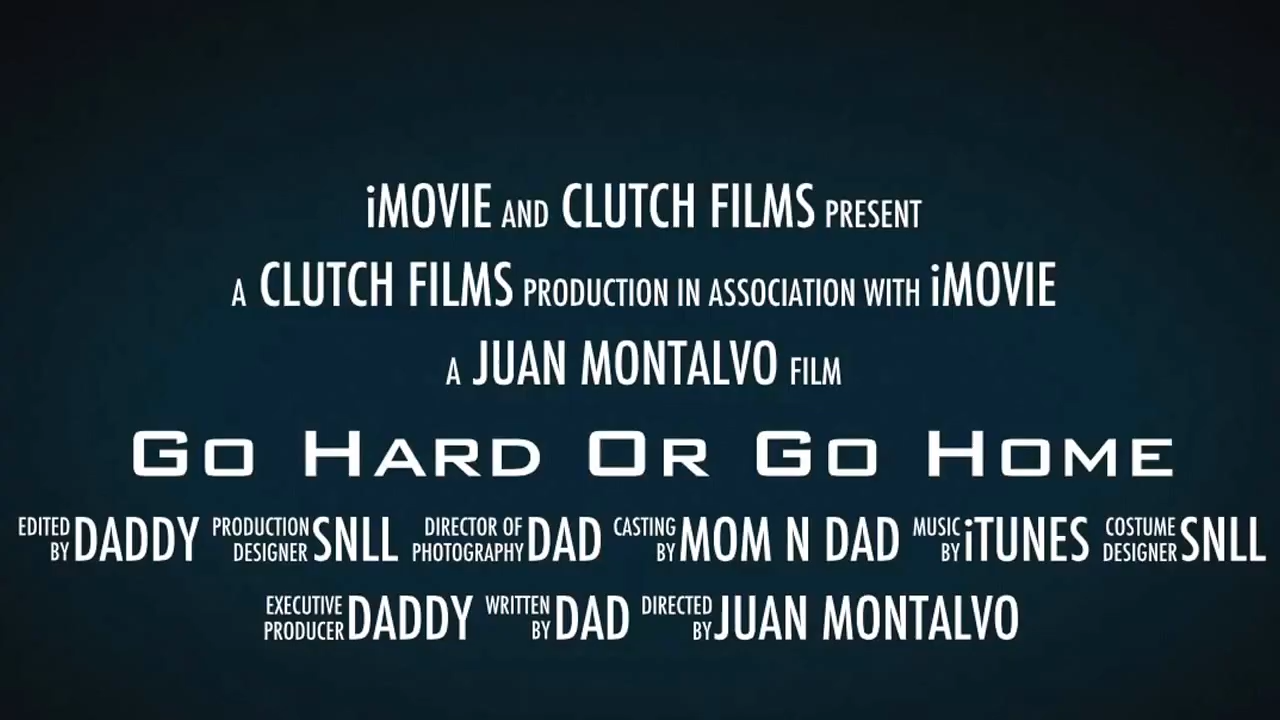 iMOVIE AND CLUTCH FILMS PRESENT
A CLUTCH FILMS PRODUCTION IN ASSOCIATION WITH iMOVIE
A JUAN MONTALVO FILM
GO HARD OR GO HOME
EDITED BY DADDY PRODUCTION DESIGNER SNLL DIRECTOR OF PHOTOGRAPHY DAD CASTING BY MOM N DAD MUSIC BY iTUNES COSTUME DESIGNER SNLL
EXECUTIVE PRODUCER DADDY WRITTEN BY DAD DIRECTED BY JUAN MONTALVO